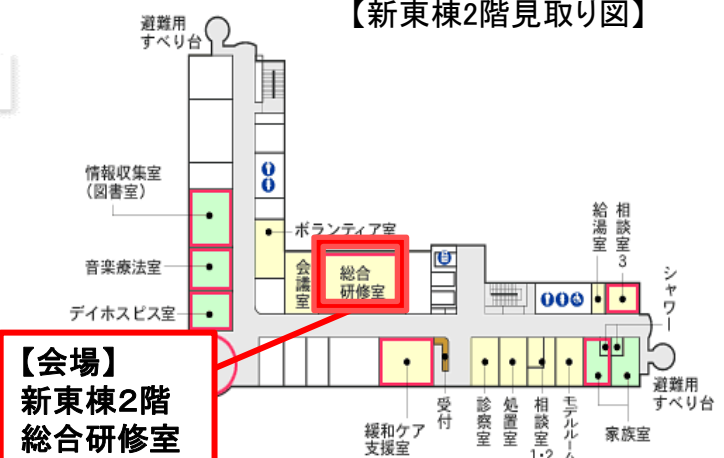 【新東棟2階見取り図】
避難用
すべり台
情報収集室
(図書室)
音楽療法室
デイホスピス室
ボランティア室
会議室
総合
研修室
給湯室
相談室3
シャワー
【会場】
新東棟2階
総合研修室
緩和ケア
支援室
受付
診察室
処置室
相談室1・2
モデルルーム
家族室
避難用
すべり台